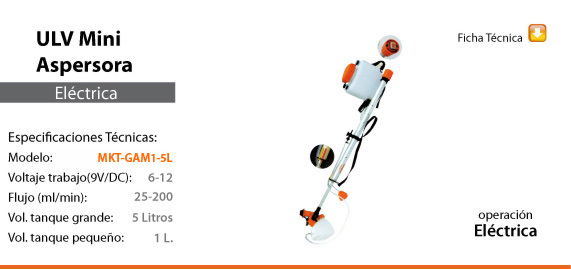 ULV Mini
Aspersora
Eléctrica
Ficha Técnica
Especificaciones Técnicas:
Modelo: MKT-GAM1-5L
Voltaje trabajo(9V/DC): 6-12
Flujo (ml/min): 25-200
Vol. tanque grande: 5 Litros
Vol. tanque pequeño: 1 L.
operación
Eléctrica